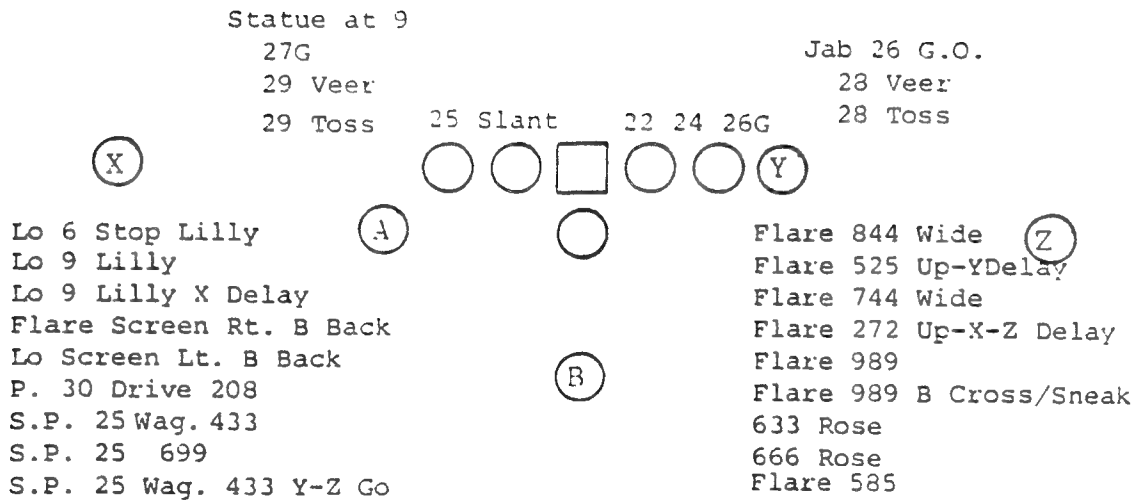 Statue at 9
27G
29 Veer
29 Toss
Jab 26 G.O.
28 Veer
28 Toss
25 Slant
22 24 26G
X
Y
A
Z
B
Lo 6 Stop Lilly
Lo 9 Lilly
Lo 9 Lilly X Delay
Flare Screen Rt. B Back
Lo Screen Lt. B Back
P. 30 Drive 208
S.P. 25 Wag. 433
S.P. 25 699
S.P. 25 Wag. 433 Y-Z Go
Flare 844 Wide
Flare 525 Up-YDelay
Flare 744 Wide
Flare 272 Up-X-Z Delay
Flare 989
Flare 989 B Cross/Sneak
633 Rose
666 Rose
Flare 585